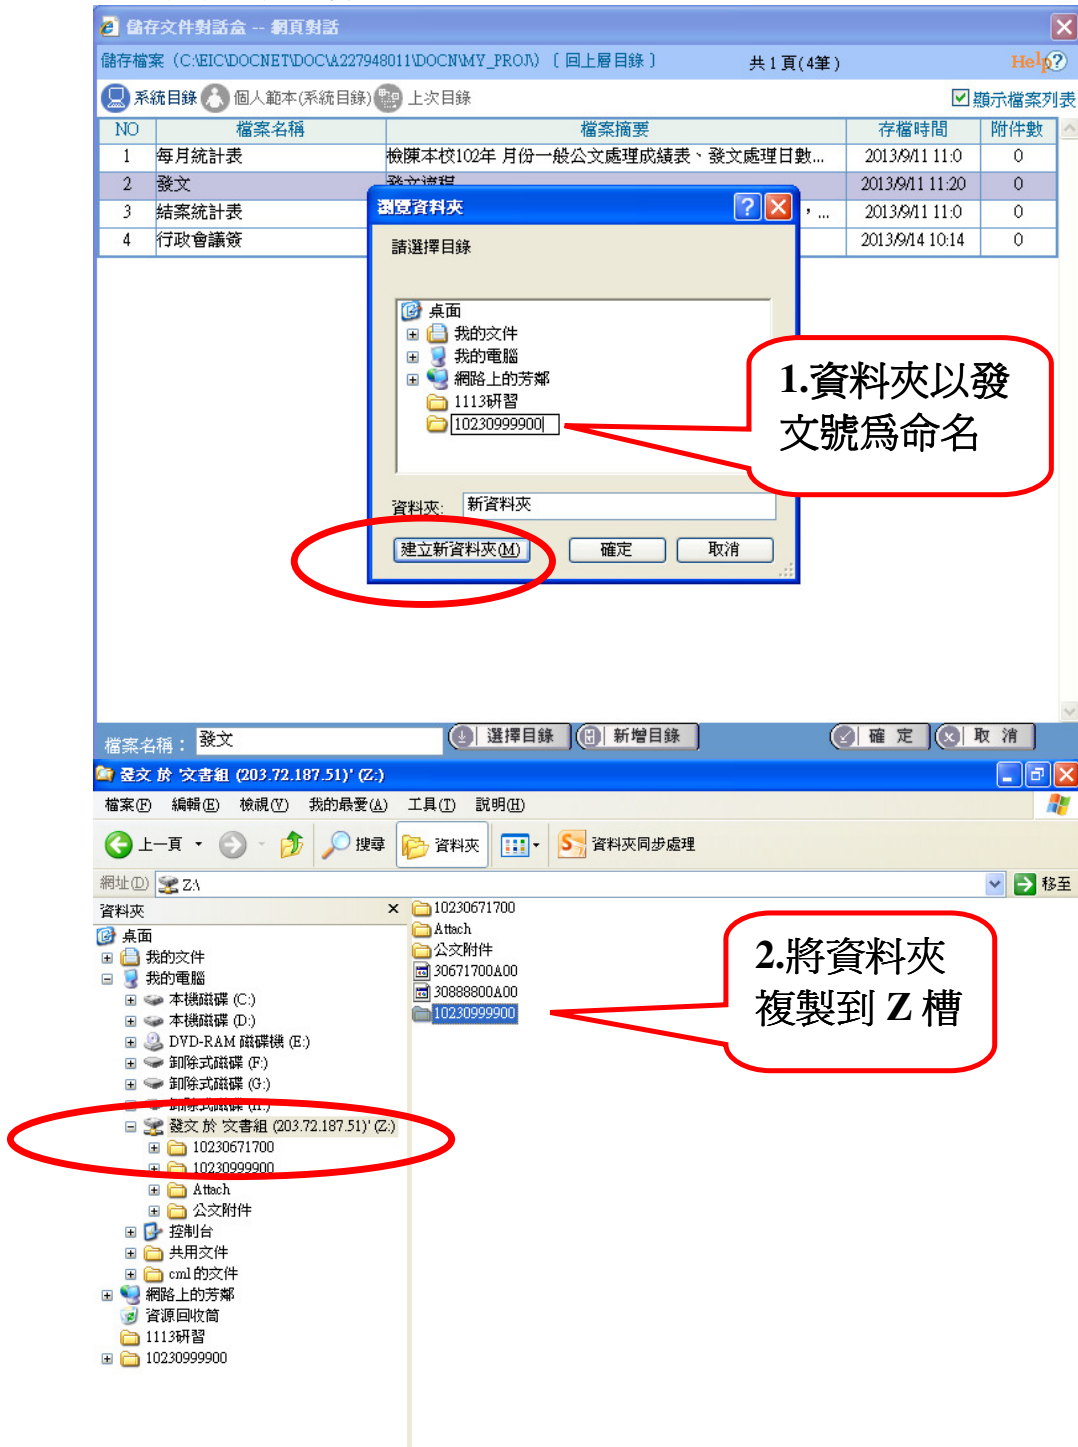 儲存文件對話盒 -- 網頁對話
儲存檔案（C:\EIC\DOCNET\DOC\A227948011\DOCN\MY_PROJ\）〔 回上層目錄 〕 共 1 頁(4筆) Help?
系統目錄 個人範本(系統目錄) 上次目錄 顯示檔案列表
NO 檔案名稱 檔案摘要 存檔時間 附件數
1 每月統計表 檢陳本校102年 月份一般公文處理成績表、發文處理日數... 2013/9/11 11:0 0
2 發文 發文流程 2013/9/11 11:20 0
3 結案統計表 ，... 2013/9/11 11:0 0
4 行政會議簽 2013/9/14 10:14 0
瀏覽資料夾
請選擇目錄
桌面
我的文件
我的電腦
網路上的芳鄰
1113研習
10230999900
資料夾: 新資料夾
建立新資料夾(M) 確定 取消
1.資料夾以發
文號為命名
檔案名稱： 發文 選擇目錄 新增目錄 確 定 取 消
發文 於 '文書組 (203.72.187.51)' (Z:)
檔案(F) 編輯(E) 檢視(V) 我的最愛(A) 工具(T) 說明(H)
上一頁 搜尋 資料夾 資料夾同步處理
網址(D) Z:\ 移至
資料夾
桌面
我的文件
我的電腦
本機磁碟 (C:)
本機磁碟 (D:)
DVD-RAM 磁碟機 (E:)
卸除式磁碟 (F:)
卸除式磁碟 (G:)
卸除式磁碟 (H:)
發文 於 '文書組 (203.72.187.51)' (Z:)
10230671700
10230999900
Attach
公文附件
控制台
共用文件
cml 的文件
網路上的芳鄰
資源回收筒
1113研習
10230999900
10230671700
Attach
公文附件
30671700A00
30888800A00
10230999900
2.將資料夾
複製到 Z 槽